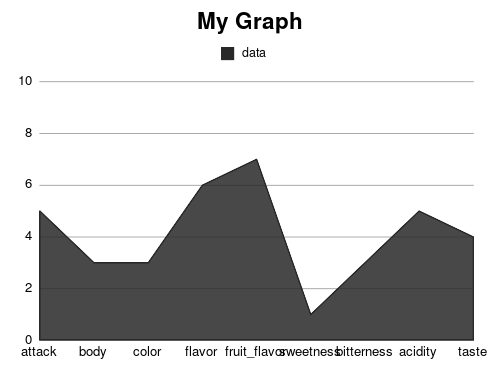 My Graph
data
10
8
6
4
2
0
attack body color flavor fruit_flavor sweetness bitterness acidity taste